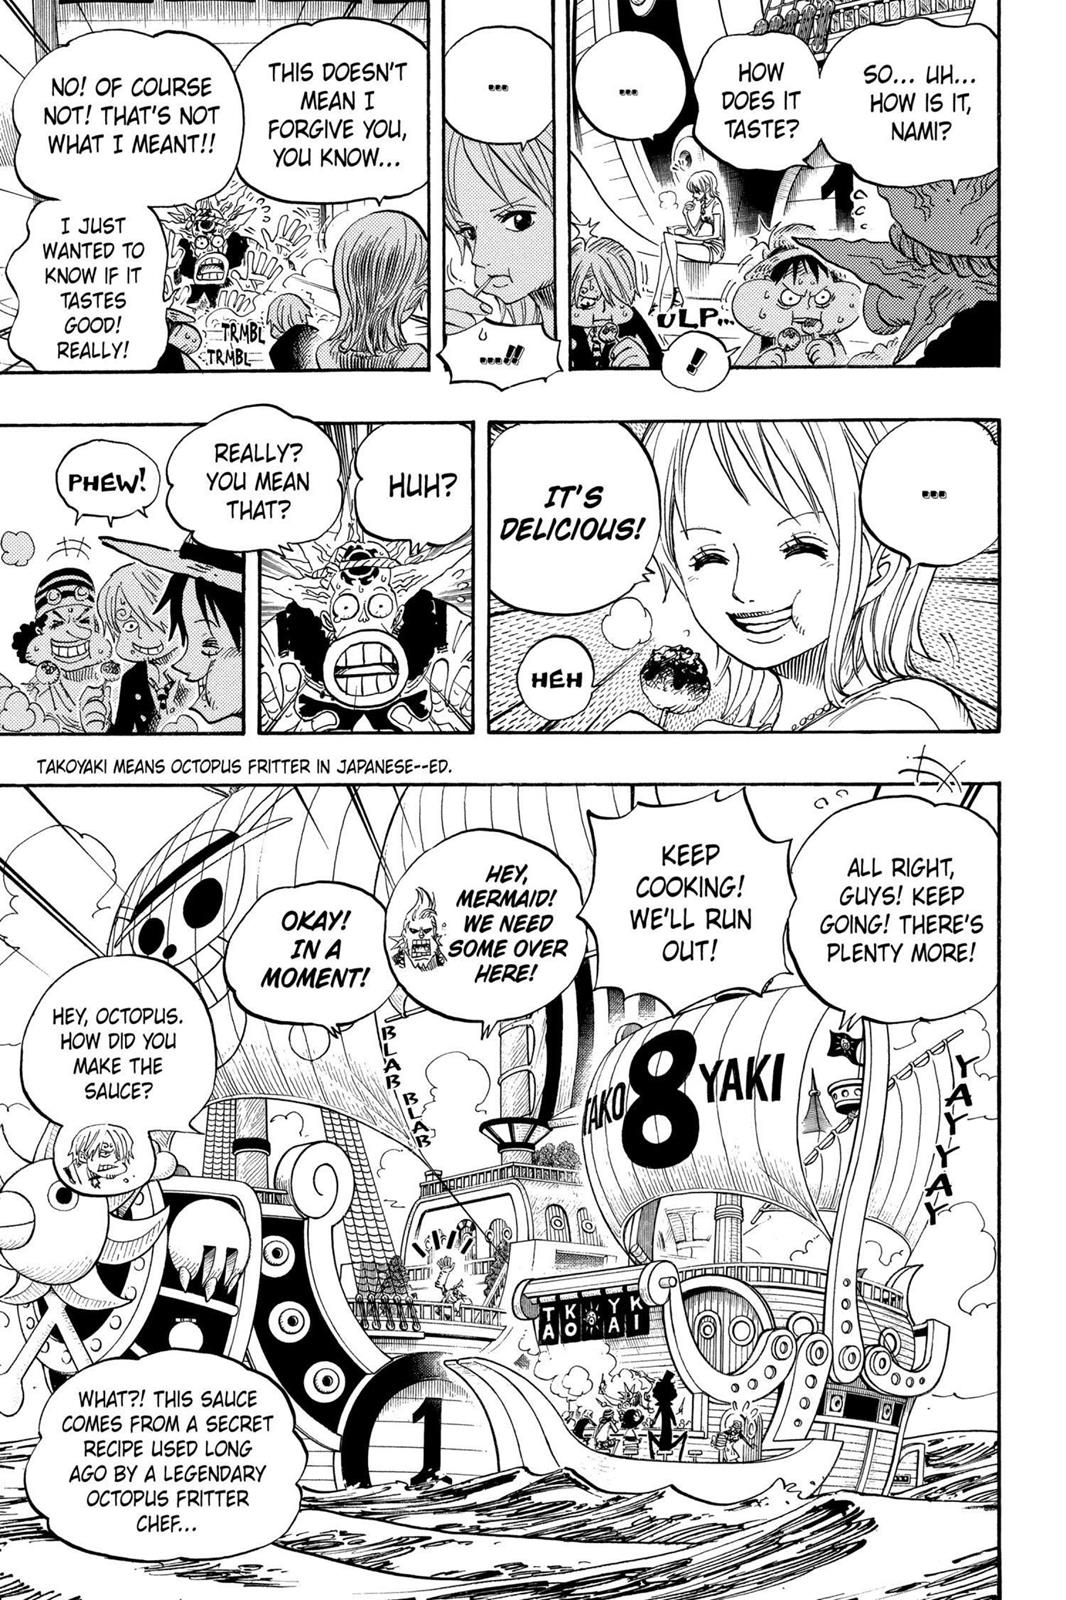 SO... UH...
HOW IS IT,
NAMI?
HOW
DOES IT
TASTE?
...
ULP...
!
...
....!!
THIS DOESN'T
MEAN I
FORGIVE YOU,
YOU KNOW...
NO! OF COURSE
NOT! THAT'S NOT
WHAT I MEANT!!
I JUST
WANTED TO
KNOW IF IT
TASTES
GOOD!
REALLY!
TRMBL
TRMBL
1
...
IT'S
DELICIOUS!
HEH
HUH?
REALLY?
YOU MEAN
THAT?
PHEW!
TAKOYAKI MEANS OCTOPUS FRITTER IN JAPANESE--ED.
ALL RIGHT,
GUYS! KEEP
GOING! THERE'S
PLENTY MORE!
KEEP
COOKING!
WE'LL RUN
OUT!
HEY,
MERMAID!
WE NEED
SOME OVER
HERE!
OKAY!
IN A
MOMENT!
HEY, OCTOPUS.
HOW DID YOU
MAKE THE
SAUCE?
BLAB BLAB
TAKO8YAKI
YAY YAY
T K Y K
A O A I
1
WHAT?! THIS SAUCE
COMES FROM A SECRET
RECIPE USED LONG
AGO BY A LEGENDARY
OCTOPUS FRITTER
CHEF...